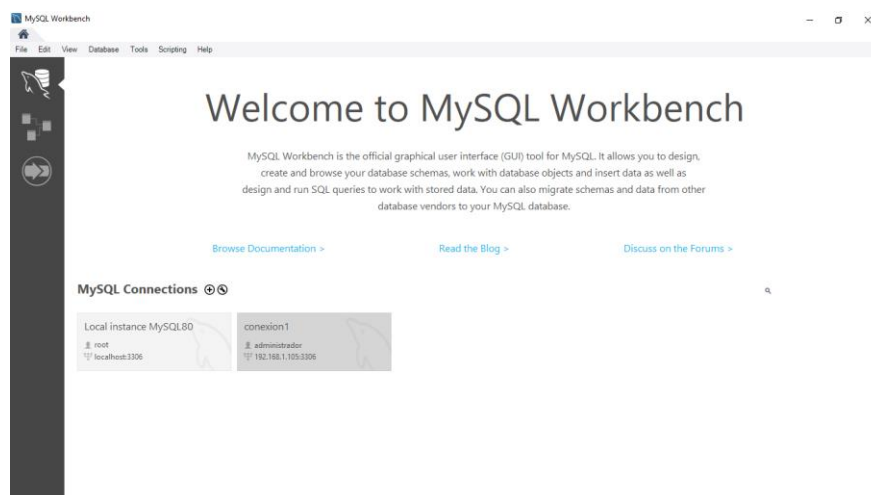 MySQL Workbench
File Edit View Database Tools Scripting Help
Welcome to MySQL Workbench
MySQL Workbench is the official graphical user interface (GUI) tool for MySQL. It allows you to design,
create and browse your database schemas, work with database objects and insert data as well as
design and run SQL queries to work with stored data. You can also migrate schemas and data from other
database vendors to your MySQL database.
Browse Documentation > Read the Blog > Discuss on the Forums >
MySQL Connections
Local instance MySQL80
root
localhost:3306
conexion1
administrador
192.168.1.105:3306